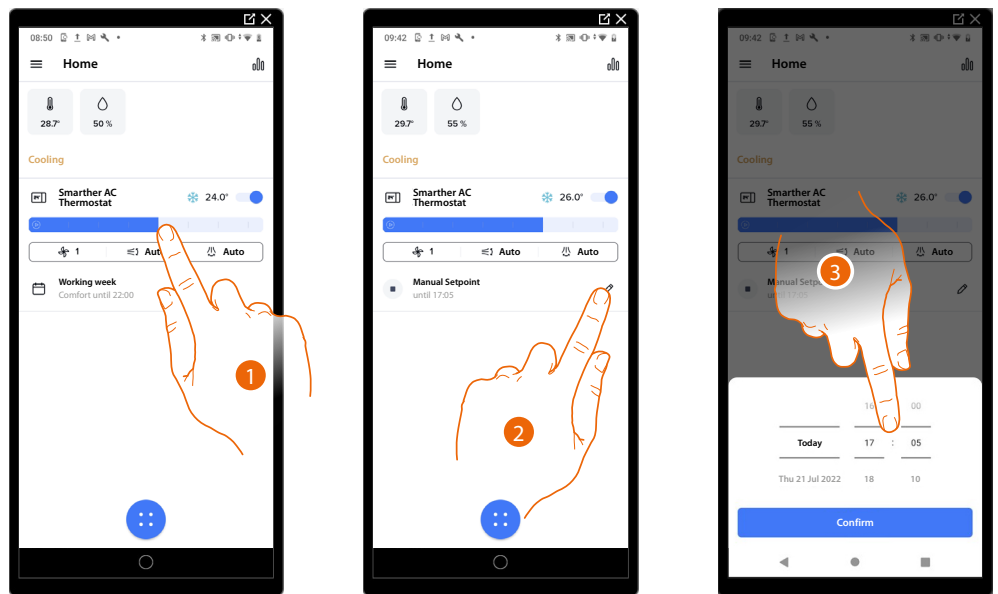 08:50
Home
28.7°
50 %
Cooling
Smarther AC
Thermostat
24.0°
1
Auto
Auto
Working week
Comfort until 22:00
1
09:42
Home
29.7°
55 %
Cooling
Smarther AC
Thermostat
26.0°
1
Auto
Auto
Manual Setpoint
until 17:05
2
09:42
Home
29.7°
55 %
Cooling
Smarther AC
Thermostat
26.0°
1
Auto
Auto
Manual Setpo
until 17:05
3
16 00
Today 17 : 05
Thu 21 Jul 2022 18 10
Confirm